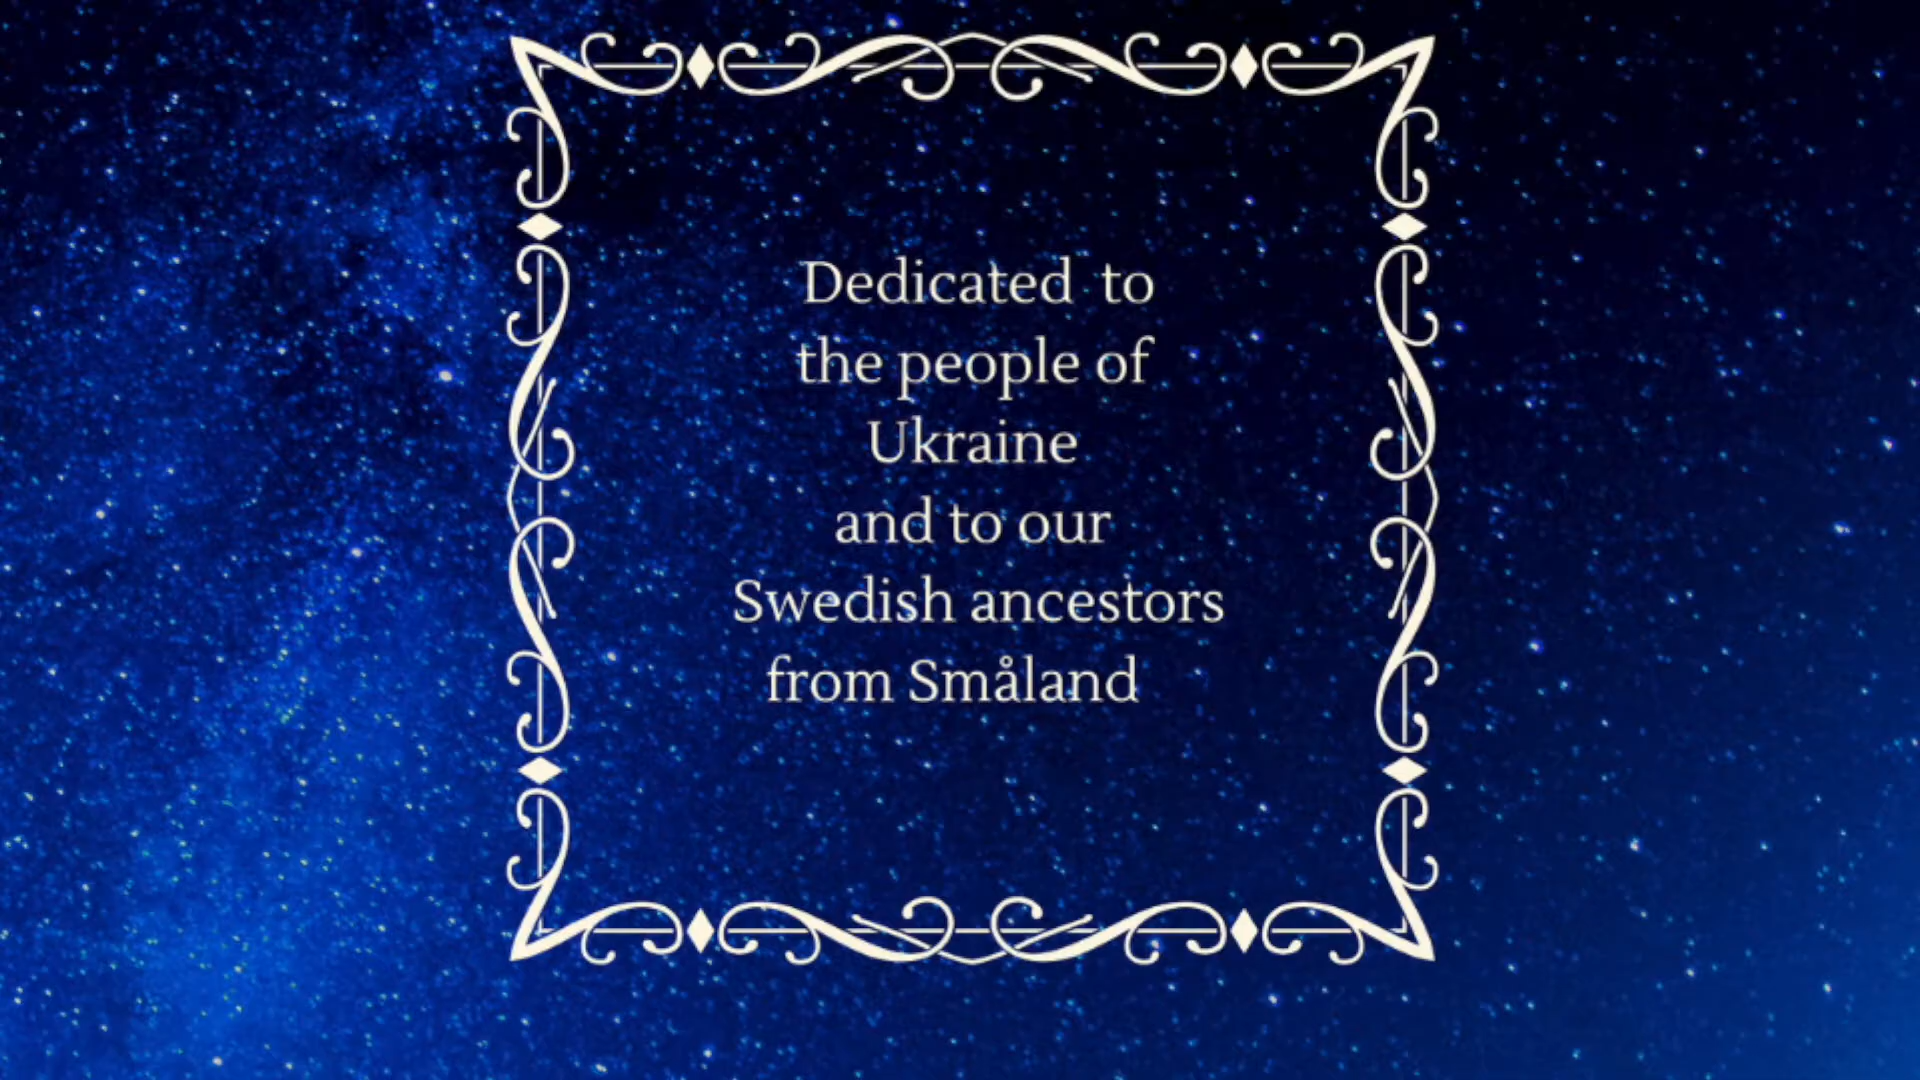 Dedicated to
the people of
Ukraine
and to our
Swedish ancestors
from Småland